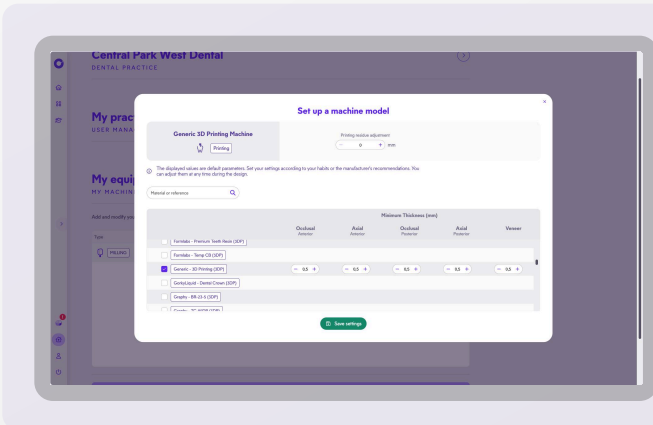 Central Park West Dental
DENTAL PRACTICE
My prac
USER MANA
My equi
MY MACHIN
Add and modify you
Type
MILLING
Set up a machine model
Generic 3D Printing Machine
Printing
Printing residue adjustment
− 0 + mm
The displayed values are default parameters. Set your settings according to your habits or the manufacturer's recommendations. You
can adjust them at any time during the design.
Material or reference
Minimum Thickness (mm)
Occlusal Axial Occlusal Axial Veneer
Anterior Anterior Posterior Posterior
Formlabs - Premium Teeth Resin (3DP)
Formlabs - Temp CB (3DP)
Generic - 3D Printing (3DP) − 0,5 + − 0,5 + − 0,5 + − 0,5 + − 0,5 +
GorkyLiquid - Dental Crown (3DP)
Graphy - BR-23-X (3DP)
Save settings